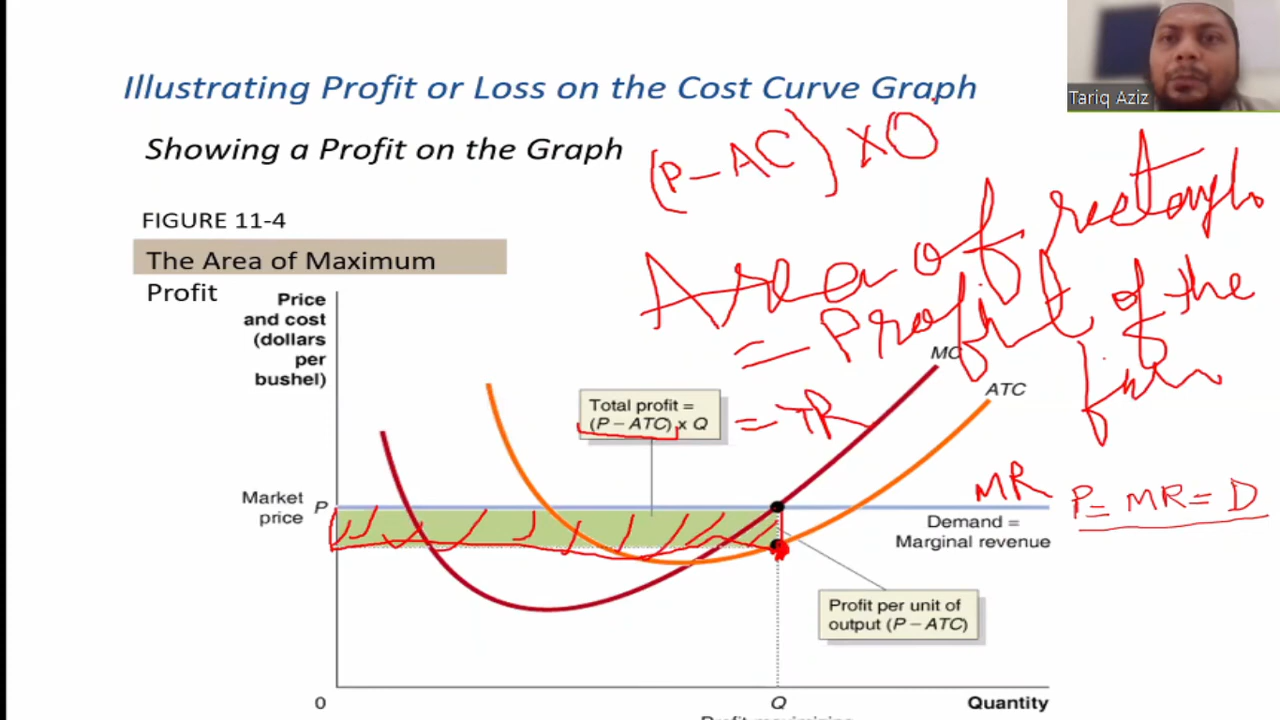 Illustrating Profit or Loss on the Cost Curve Graph
Tariq Aziz
Showing a Profit on the Graph
(P-AC) x Q
FIGURE 11-4
The Area of Maximum
Profit
Area of rectangle
= Profit of the
firm
= TR
Price
and cost
(dollars
per
bushel)
MC
ATC
Total profit =
(P – ATC) x Q
Market
price
P
MR
P = MR = D
Demand =
Marginal revenue
Profit per unit of
output (P – ATC)
0
Q
Quantity